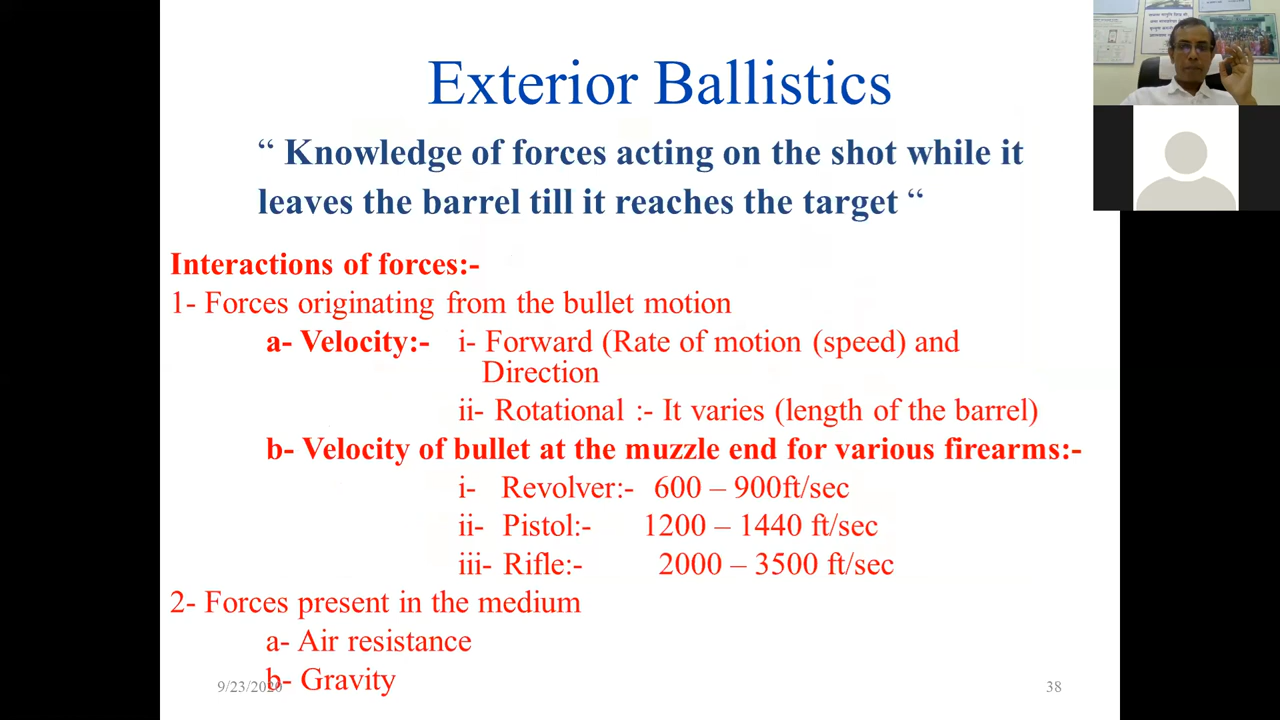 Exterior Ballistics
“ Knowledge of forces acting on the shot while it
leaves the barrel till it reaches the target “
Interactions of forces:-
1- Forces originating from the bullet motion
a- Velocity:- i- Forward (Rate of motion (speed) and
Direction
ii- Rotational :- It varies (length of the barrel)
b- Velocity of bullet at the muzzle end for various firearms:-
i- Revolver:- 600 – 900ft/sec
ii- Pistol:- 1200 – 1440 ft/sec
iii- Rifle:- 2000 – 3500 ft/sec
2- Forces present in the medium
a- Air resistance
b- Gravity
9/23/2020
38